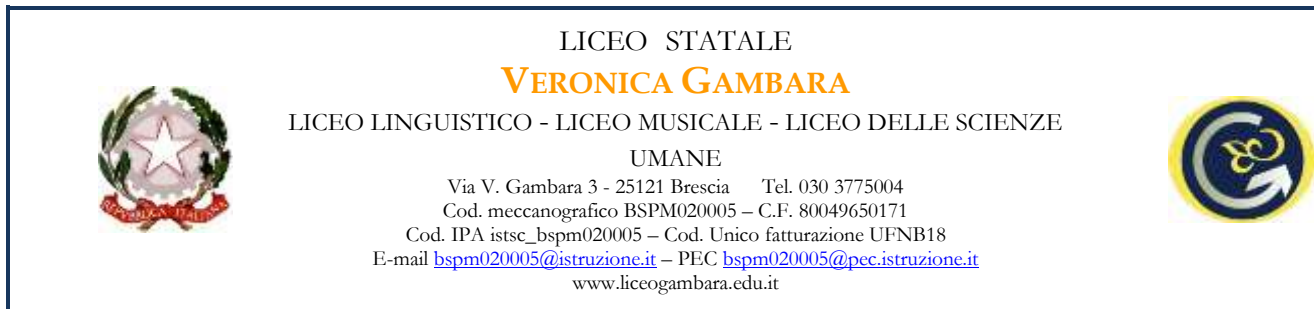 LICEO STATALE
VERONICA GAMBARA
LICEO LINGUISTICO - LICEO MUSICALE - LICEO DELLE SCIENZE
UMANE
Via V. Gambara 3 - 25121 Brescia Tel. 030 3775004
Cod. meccanografico BSPM020005 – C.F. 80049650171
Cod. IPA istsc_bspm020005 – Cod. Unico fatturazione UFNB18
E-mail bspm020005@istruzione.it – PEC bspm020005@pec.istruzione.it
www.liceogambara.edu.it
REPVBBLICA ITALIANA